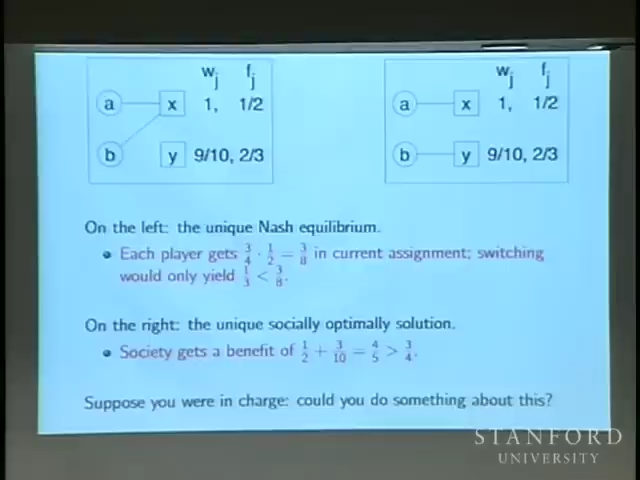 w_j f_j
a x 1, 1/2
b y 9/10, 2/3
w_j f_j
a x 1, 1/2
b y 9/10, 2/3
On the left: the unique Nash equilibrium.
Each player gets 3/4 · 1/2 = 3/8 in current assignment; switching
would only yield 1/3 < 3/8.
On the right: the unique socially optimally solution.
Society gets a benefit of 1/2 + 3/10 = 4/5 > 3/4.
Suppose you were in charge: could you do something about this?
STANFORD
UNIVERSITY